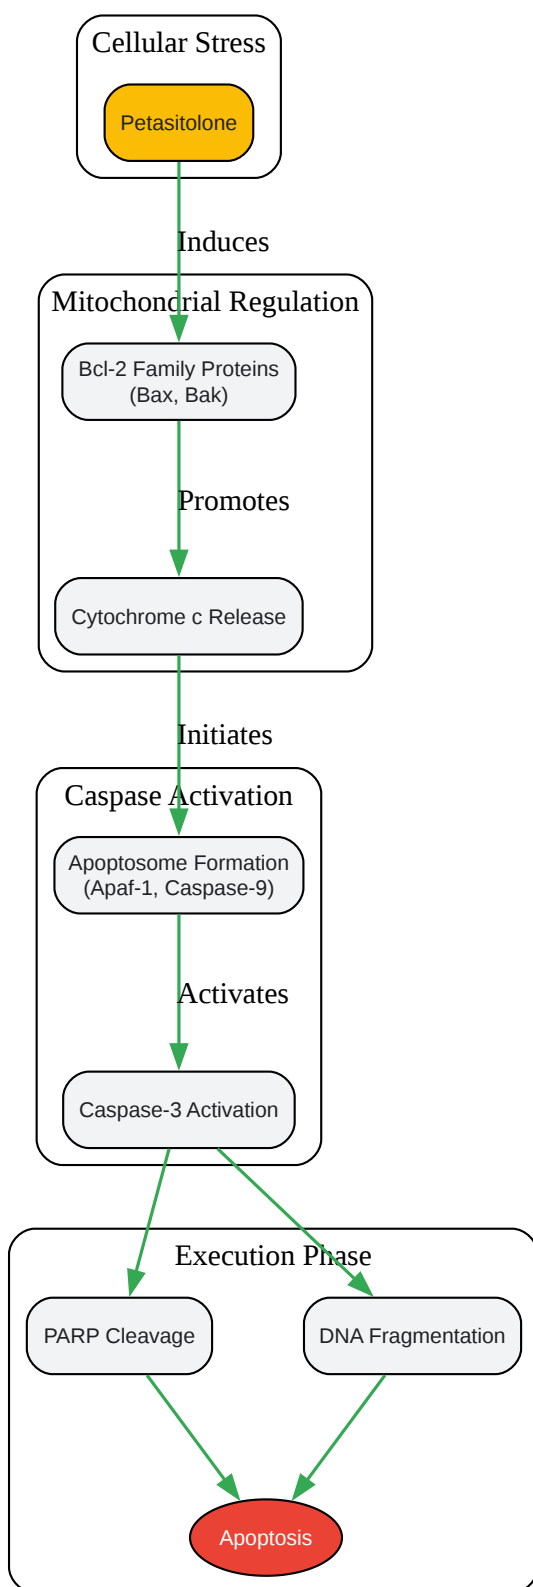 Cellular Stress
Petasitolone
Induces
Mitochondrial Regulation
Bcl-2 Family Proteins
(Bax, Bak)
Promotes
Cytochrome c Release
Initiates
Caspase Activation
Apoptosome Formation
(Apaf-1, Caspase-9)
Activates
Caspase-3 Activation
Execution Phase
PARP Cleavage
DNA Fragmentation
Apoptosis